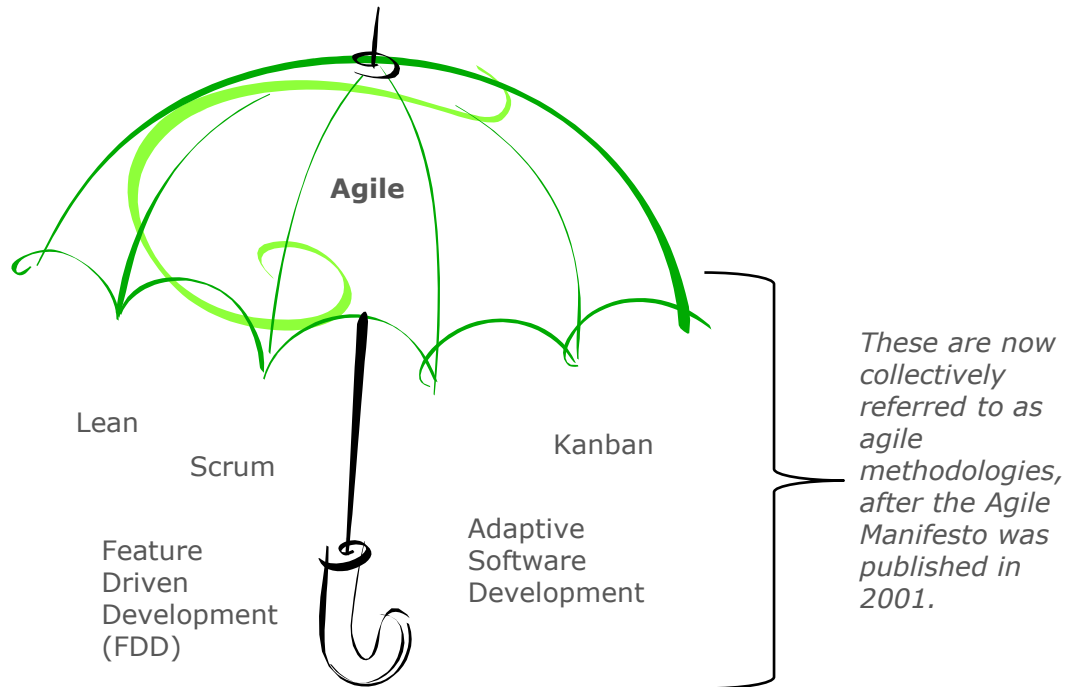 Agile
Lean
Scrum
Kanban
Feature
Driven
Development
(FDD)
Adaptive
Software
Development
These are now
collectively
referred to as
agile
methodologies,
after the Agile
Manifesto was
published in
2001.